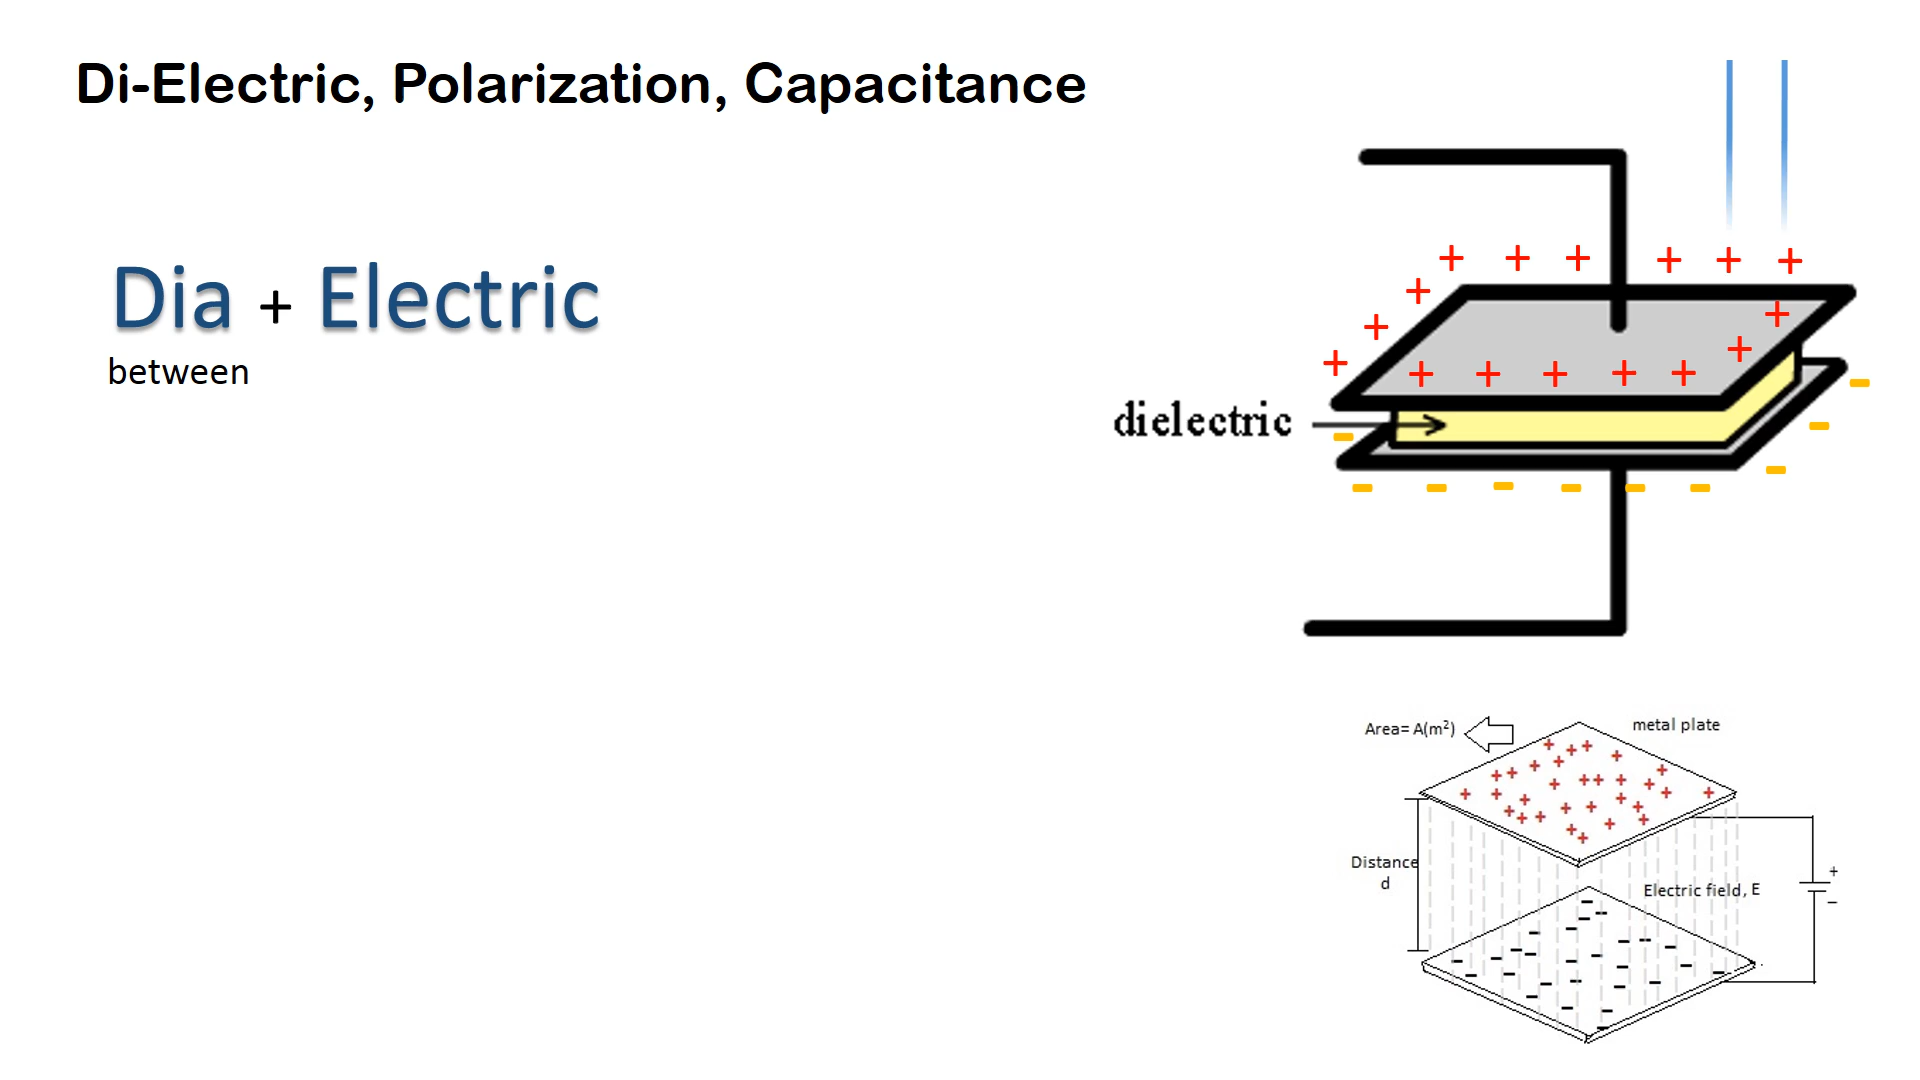 Di-Electric, Polarization, Capacitance
Dia + Electric
between
dielectric
Area= A(m²)
metal plate
Distance
d
Electric field, E